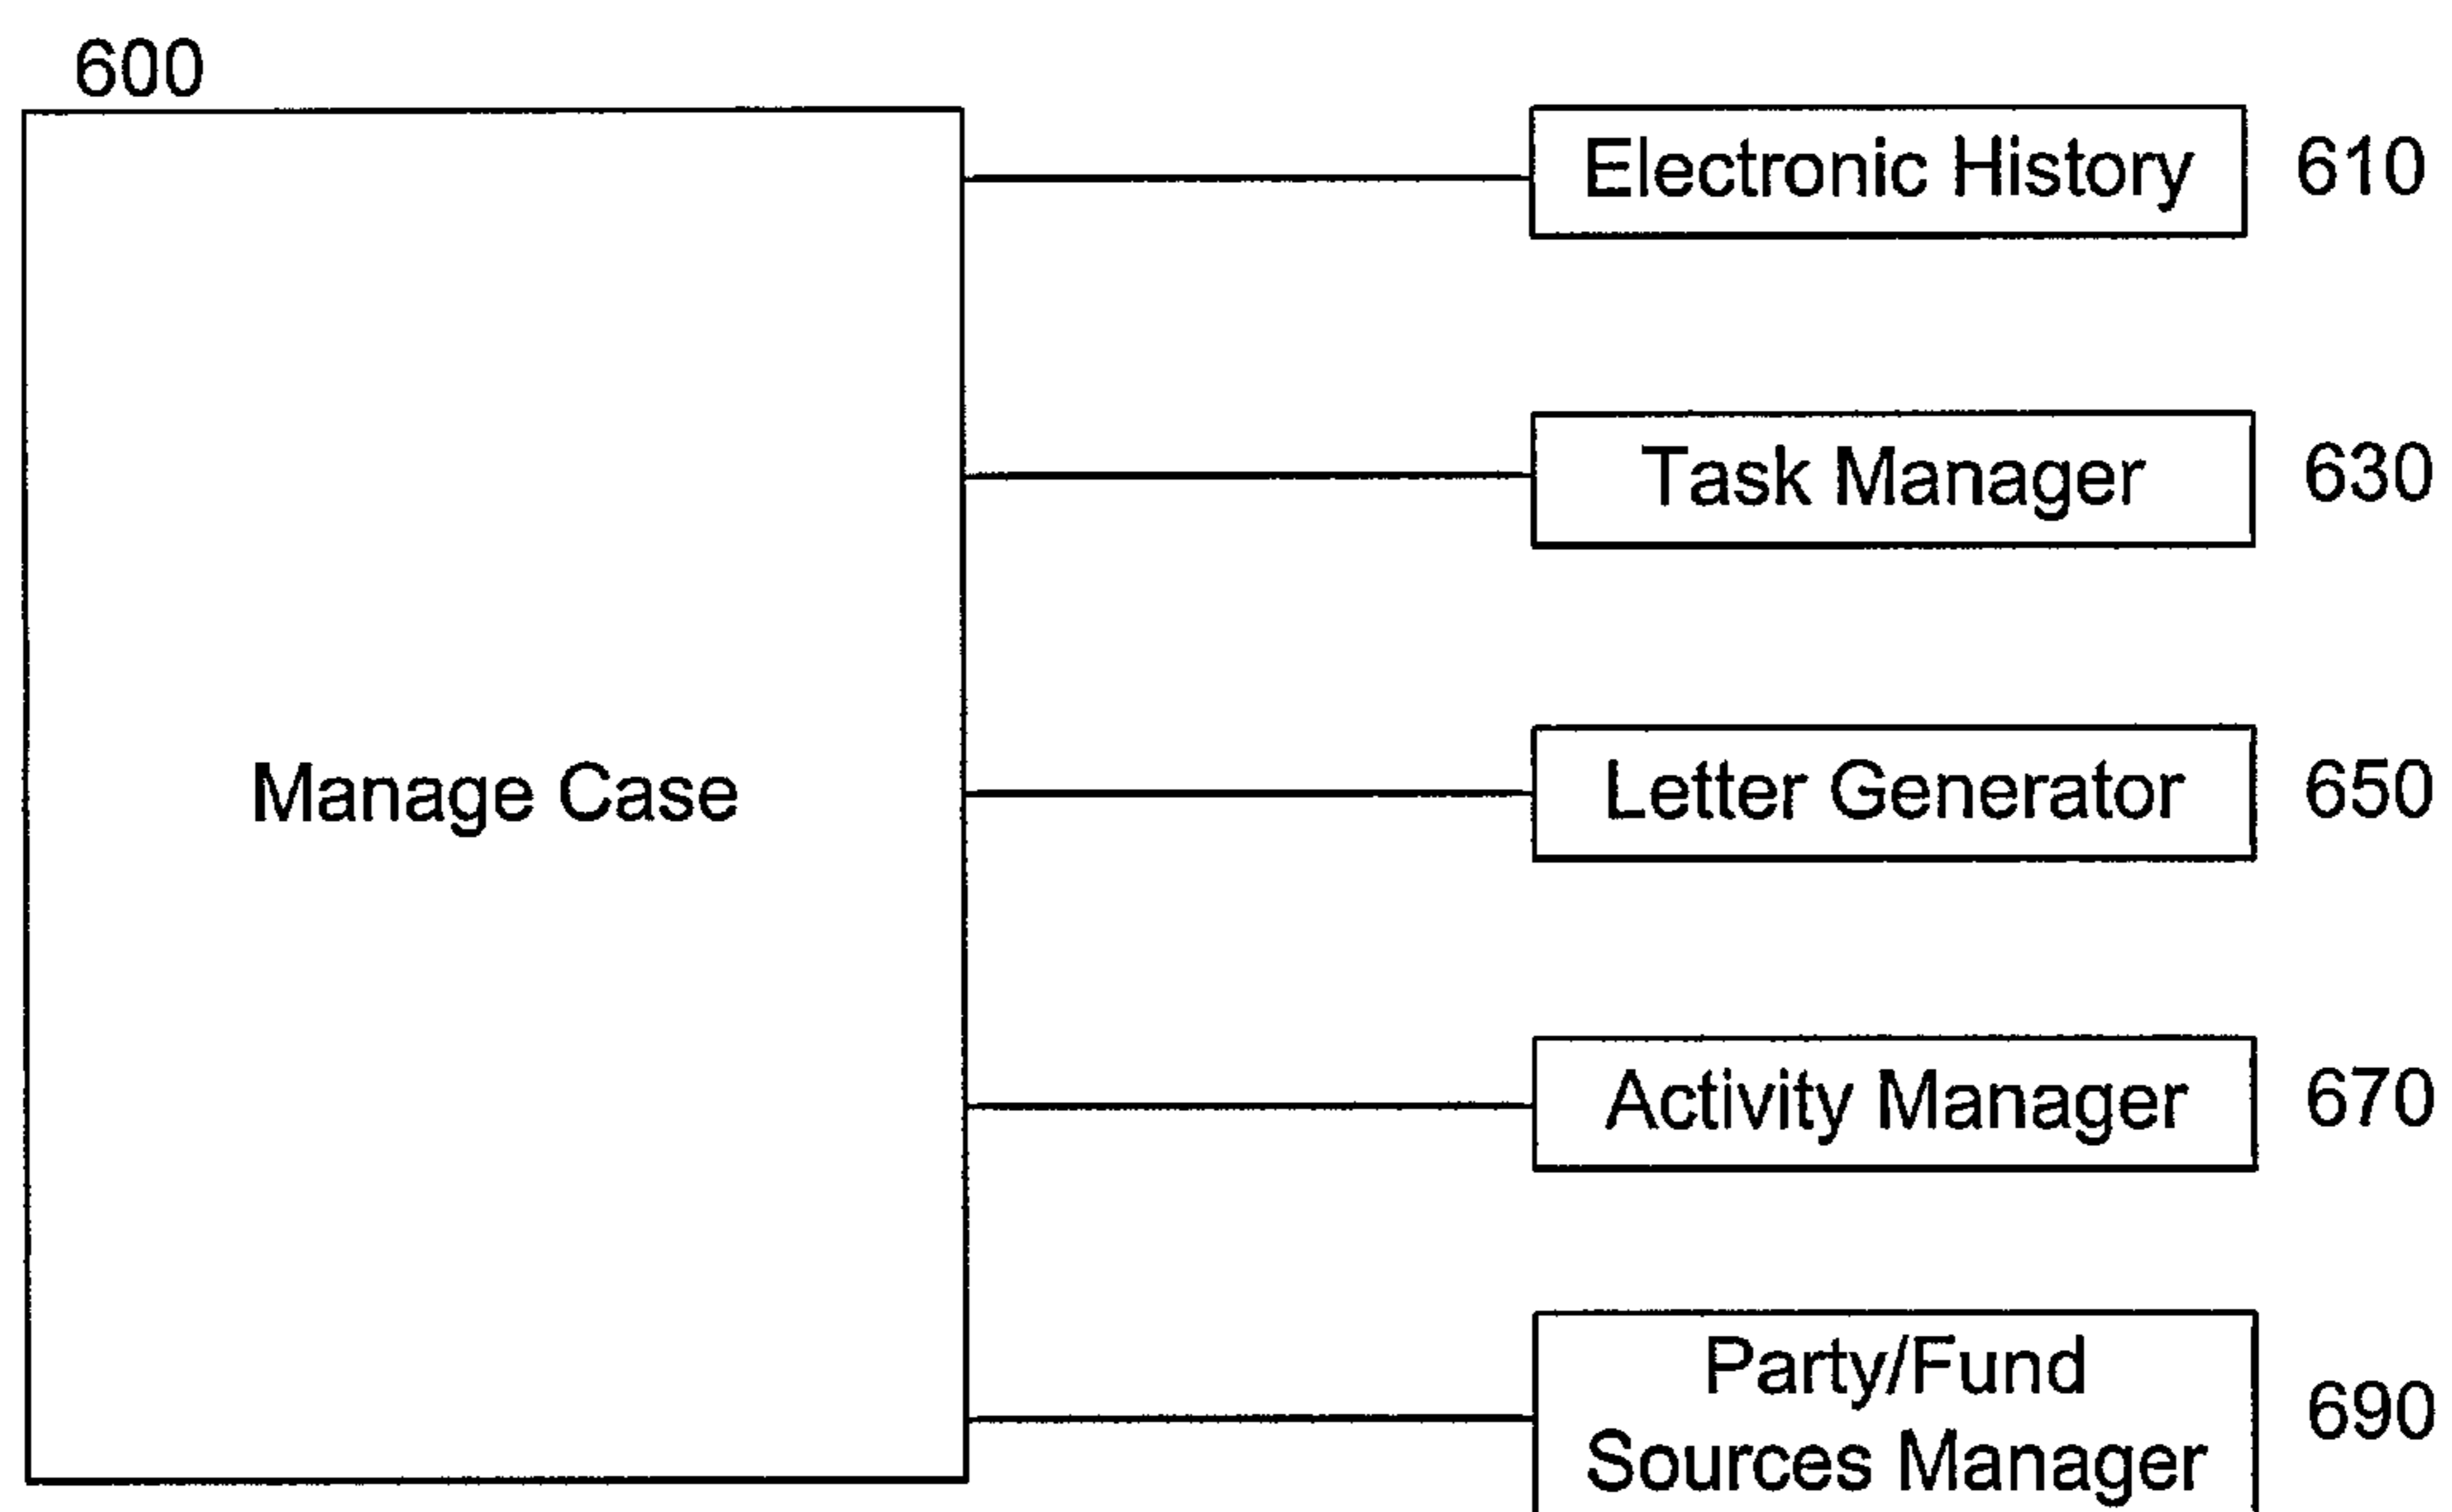 600
Electronic History 610
Task Manager 630
Manage Case
Letter Generator 650
Activity Manager 670
Party/Fund
Sources Manager 690